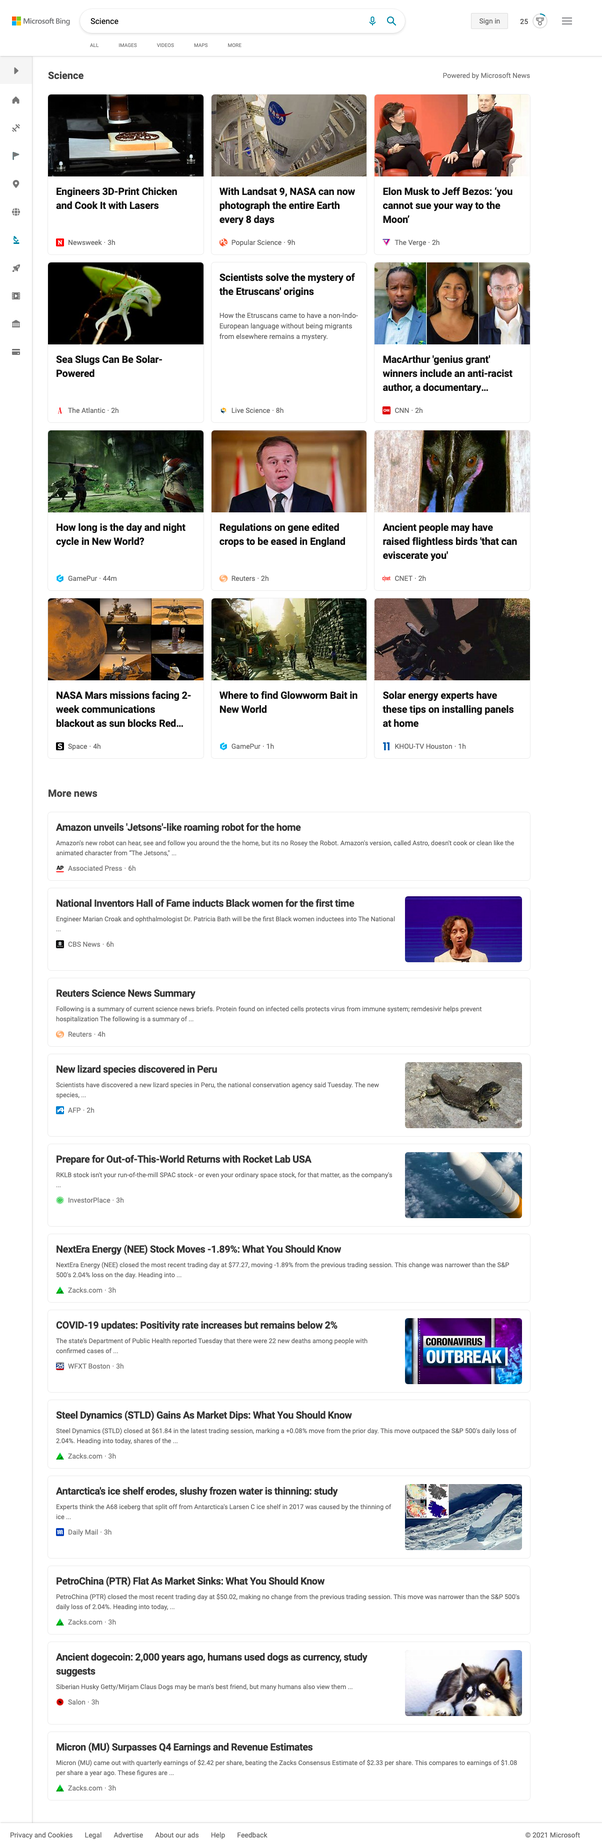 Microsoft Bing
Science
Sign in
25
ALL
IMAGES
VIDEOS
MAPS
MORE
Science
Powered by Microsoft News
Engineers 3D-Print Chicken
and Cook It with Lasers
Newsweek · 3h
NASA
With Landsat 9, NASA can now
photograph the entire Earth
every 8 days
Popular Science · 9h
Elon Musk to Jeff Bezos: ‘you
cannot sue your way to the
Moon’
The Verge · 2h
Sea Slugs Can Be Solar-
Powered
The Atlantic · 2h
Scientists solve the mystery of
the Etruscans' origins
How the Etruscans came to have a non-Indo-
European language without being migrants
from elsewhere remains a mystery.
Live Science · 8h
MacArthur 'genius grant'
winners include an anti-racist
author, a documentary...
CNN · 2h
How long is the day and night
cycle in New World?
GamePur · 44m
Regulations on gene edited
crops to be eased in England
Reuters · 2h
Ancient people may have
raised flightless birds 'that can
eviscerate you'
CNET · 2h
NASA Mars missions facing 2-
week communications
blackout as sun blocks Red...
Space · 4h
Where to find Glowworm Bait in
New World
GamePur · 1h
Solar energy experts have
these tips on installing panels
at home
KHOU-TV Houston · 1h
More news
Amazon unveils 'Jetsons'-like roaming robot for the home
Amazon's new robot can hear, see and follow you around the the home, but its no Rosey the Robot. Amazon's version, called Astro, doesn't cook or clean like the
animated character from “The Jetsons,” ...
AP
Associated Press · 6h
National Inventors Hall of Fame inducts Black women for the first time
Engineer Marian Croak and ophthalmologist Dr. Patricia Bath will be the first Black women inductees into The National
...
CBS News · 6h
Reuters Science News Summary
Following is a summary of current science news briefs. Protein found on infected cells protects virus from immune system; remdesivir helps prevent
hospitalization The following is a summary of ...
Reuters · 4h
New lizard species discovered in Peru
Scientists have discovered a new lizard species in Peru, the national conservation agency said Tuesday. The new
species, ...
AFP · 2h
Prepare for Out-of-This-World Returns with Rocket Lab USA
RKLB stock isn't your run-of-the-mill SPAC stock - or even your ordinary space stock, for that matter, as the company's
...
InvestorPlace · 3h
NextEra Energy (NEE) Stock Moves -1.89%: What You Should Know
NextEra Energy (NEE) closed the most recent trading day at $77.27, moving -1.89% from the previous trading session. This change was narrower than the S&P
500's 2.04% loss on the day. Heading into ...
Zacks.com · 3h
COVID-19 updates: Positivity rate increases but remains below 2%
The state's Department of Public Health reported Tuesday that there were 22 new deaths among people with
confirmed cases of ...
WFXT Boston · 3h
CORONAVIRUS
OUTBREAK
Steel Dynamics (STLD) Gains As Market Dips: What You Should Know
Steel Dynamics (STLD) closed at $61.84 in the latest trading session, marking a +0.08% move from the prior day. This move outpaced the S&P 500's daily loss of
2.04%. Heading into today, shares of the ...
Zacks.com · 3h
Antarctica's ice shelf erodes, slushy frozen water is thinning: study
Experts think the A68 iceberg that split off from Antarctica's Larsen C ice shelf in 2017 was caused by the thinning of
ice ...
Daily Mail · 3h
PetroChina (PTR) Flat As Market Sinks: What You Should Know
PetroChina (PTR) closed the most recent trading day at $50.02, making no change from the previous trading session. This move was narrower than the S&P 500's
daily loss of 2.04%. Heading into today, ...
Zacks.com · 3h
Ancient dogecoin: 2,000 years ago, humans used dogs as currency, study
suggests
Siberian Husky Getty/Mirjam Claus Dogs may be man's best friend, but many humans also view them ...
Salon · 3h
Micron (MU) Surpasses Q4 Earnings and Revenue Estimates
Micron (MU) came out with quarterly earnings of $2.42 per share, beating the Zacks Consensus Estimate of $2.33 per share. This compares to earnings of $1.08
per share a year ago. These figures are ...
Zacks.com · 3h
Privacy and Cookies
Legal
Advertise
About our ads
Help
Feedback
© 2021 Microsoft